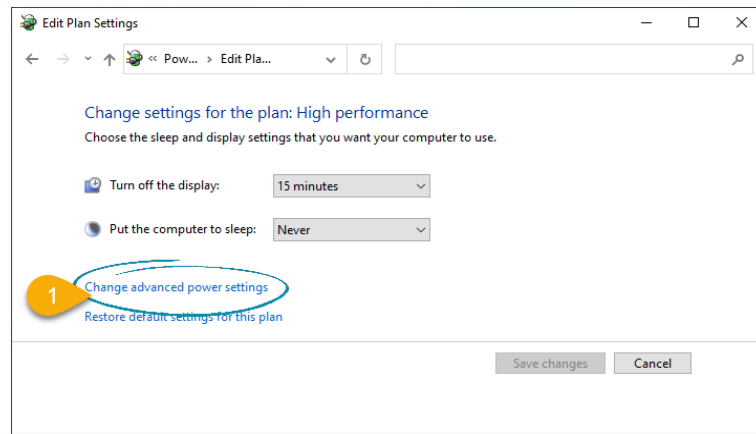 Edit Plan Settings
« Pow... › Edit Pla...
Change settings for the plan: High performance
Choose the sleep and display settings that you want your computer to use.
Turn off the display: 15 minutes
Put the computer to sleep: Never
1 Change advanced power settings
Restore default settings for this plan
Save changes Cancel